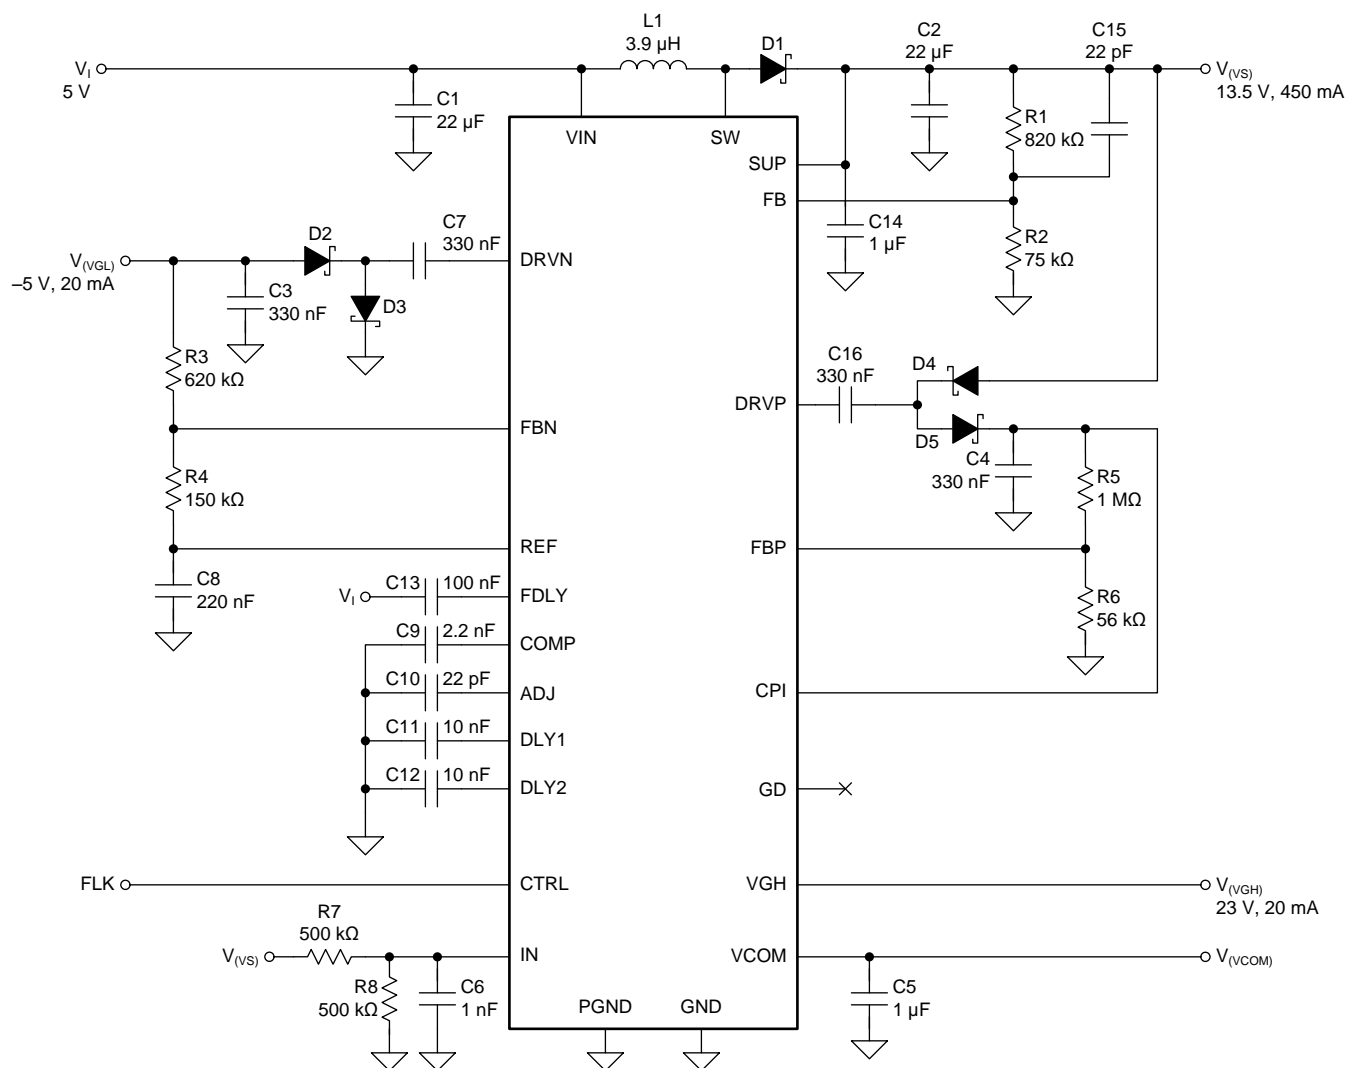 L1
3.9 µH
D1
C2
22 µF
C15
22 pF
V(VS)
13.5 V, 450 mA
VI
5 V
C1
22 µF
VIN
SW
R1
820 kΩ
SUP
FB
C14
1 µF
R2
75 kΩ
V(VGL)
–5 V, 20 mA
D2
C7
330 nF
DRVN
C3
330 nF
D3
R3
620 kΩ
C16
330 nF
D4
DRVP
D5
FBN
C4
330 nF
R5
1 MΩ
R4
150 kΩ
REF
FBP
C8
220 nF
VI
C13
100 nF
FDLY
R6
56 kΩ
C9
2.2 nF
COMP
C10
22 pF
ADJ
CPI
C11
10 nF
DLY1
C12
10 nF
DLY2
GD
FLK
CTRL
VGH
V(VGH)
23 V, 20 mA
R7
500 kΩ
V(VS)
IN
VCOM
V(VCOM)
R8
500 kΩ
C6
1 nF
PGND
GND
C5
1 µF